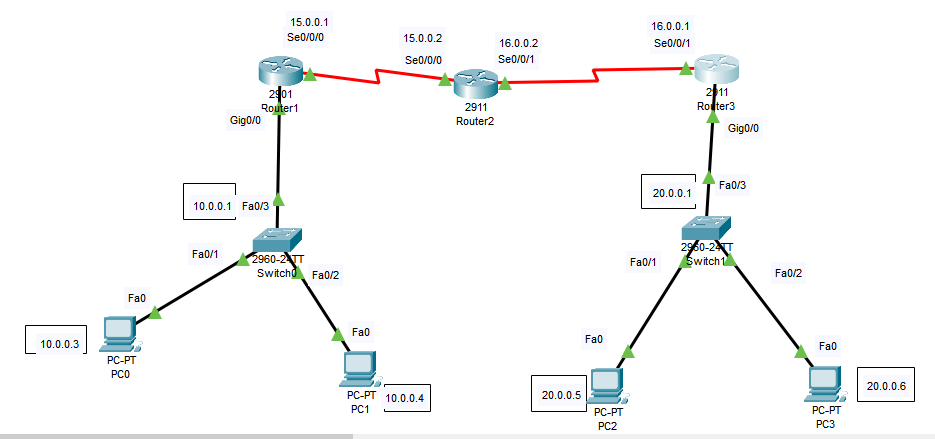 15.0.0.1
Se0/0/0
2901
Router1
Gig0/0
15.0.0.2
Se0/0/0
16.0.0.2
Se0/0/1
2911
Router2
16.0.0.1
Se0/0/1
2911
Router3
Gig0/0
10.0.0.1
Fa0/3
2960-24TT
Switch0
Fa0/1
Fa0/2
Fa0
10.0.0.3
PC-PT
PC0
Fa0
PC-PT
PC1
10.0.0.4
20.0.0.1
Fa0/3
2960-24TT
Switch1
Fa0/1
Fa0/2
Fa0
20.0.0.5
PC-PT
PC2
Fa0
20.0.0.6
PC-PT
PC3